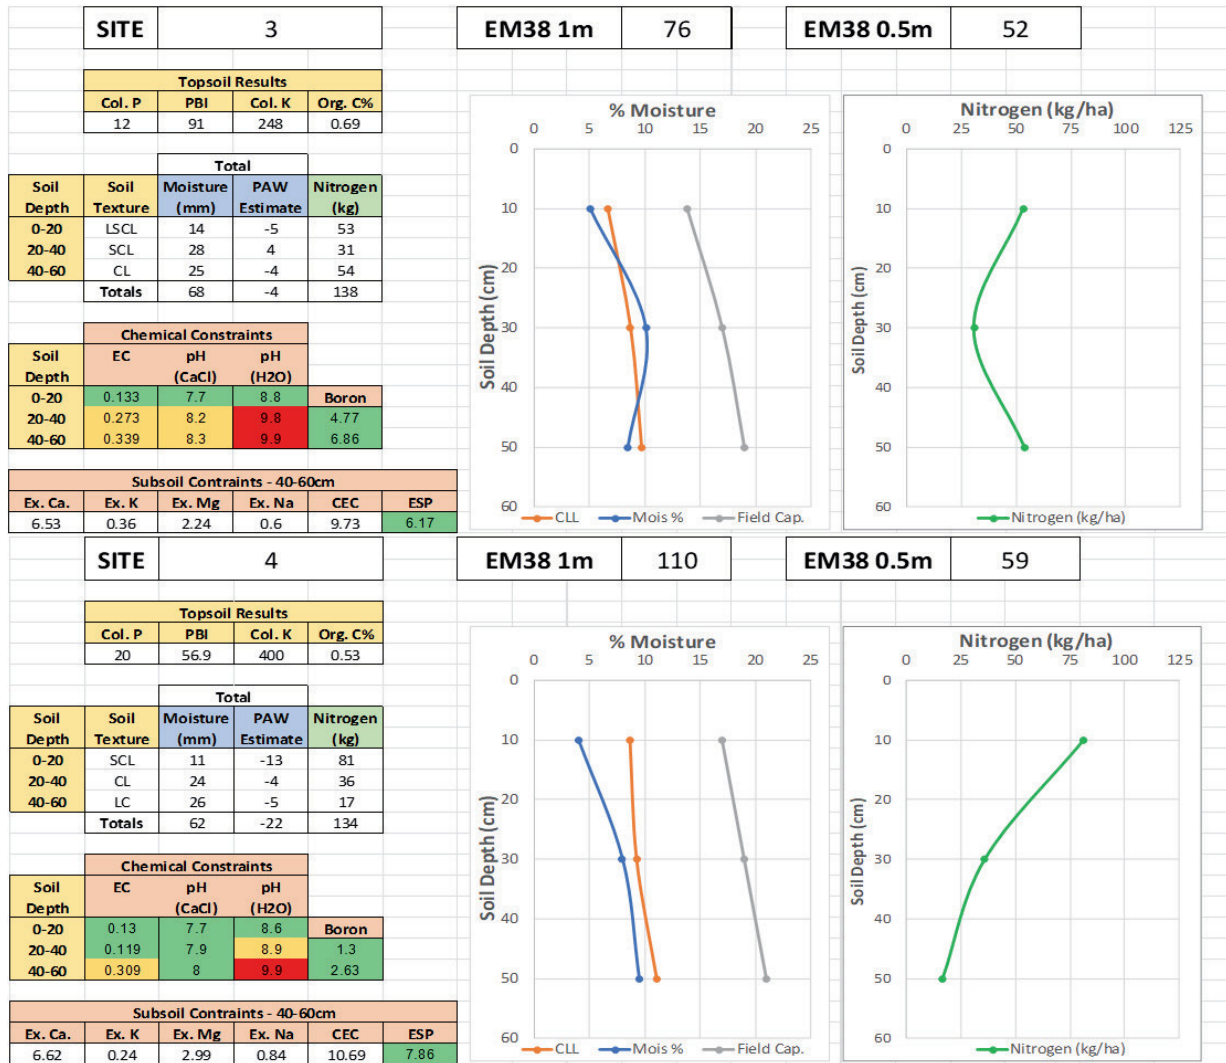 SITE 3 EM38 1m 76 EM38 0.5m 52
Topsoil Results
Col. P PBI Col. K Org. C%
12 91 248 0.69
Total
Soil Depth Soil Texture Moisture (mm) PAW Estimate Nitrogen (kg)
0-20 LSCL 14 -5 53
20-40 SCL 28 4 31
40-60 CL 25 -4 54
Totals 68 -4 138
Chemical Constraints
Soil Depth EC pH (CaCl) pH (H2O)
0-20 0.133 7.7 8.8 Boron
20-40 0.273 8.2 9.8 4.77
40-60 0.339 8.3 9.9 6.86
Subsoil Contraints - 40-60cm
Ex. Ca. Ex. K Ex. Mg Ex. Na CEC ESP
6.53 0.36 2.24 0.6 9.73 6.17
% Moisture
0 5 10 15 20 25
Soil Depth (cm)
0
10
20
30
40
50
60
CLL Mois % Field Cap.
Nitrogen (kg/ha)
0 25 50 75 100 125
Soil Depth (cm)
0
10
20
30
40
50
60
Nitrogen (kg/ha)
SITE 4 EM38 1m 110 EM38 0.5m 59
Topsoil Results
Col. P PBI Col. K Org. C%
20 56.9 400 0.53
Total
Soil Depth Soil Texture Moisture (mm) PAW Estimate Nitrogen (kg)
0-20 SCL 11 -13 81
20-40 CL 24 -4 36
40-60 LC 26 -5 17
Totals 62 -22 134
Chemical Constraints
Soil Depth EC pH (CaCl) pH (H2O)
0-20 0.13 7.7 8.6 Boron
20-40 0.119 7.9 8.9 1.3
40-60 0.309 8 9.9 2.63
Subsoil Contraints - 40-60cm
Ex. Ca. Ex. K Ex. Mg Ex. Na CEC ESP
6.62 0.24 2.99 0.84 10.69 7.86
% Moisture
0 5 10 15 20 25
Soil Depth (cm)
0
10
20
30
40
50
60
CLL Mois % Field Cap.
Nitrogen (kg/ha)
0 25 50 75 100 125
Soil Depth (cm)
0
10
20
30
40
50
60
Nitrogen (kg/ha)